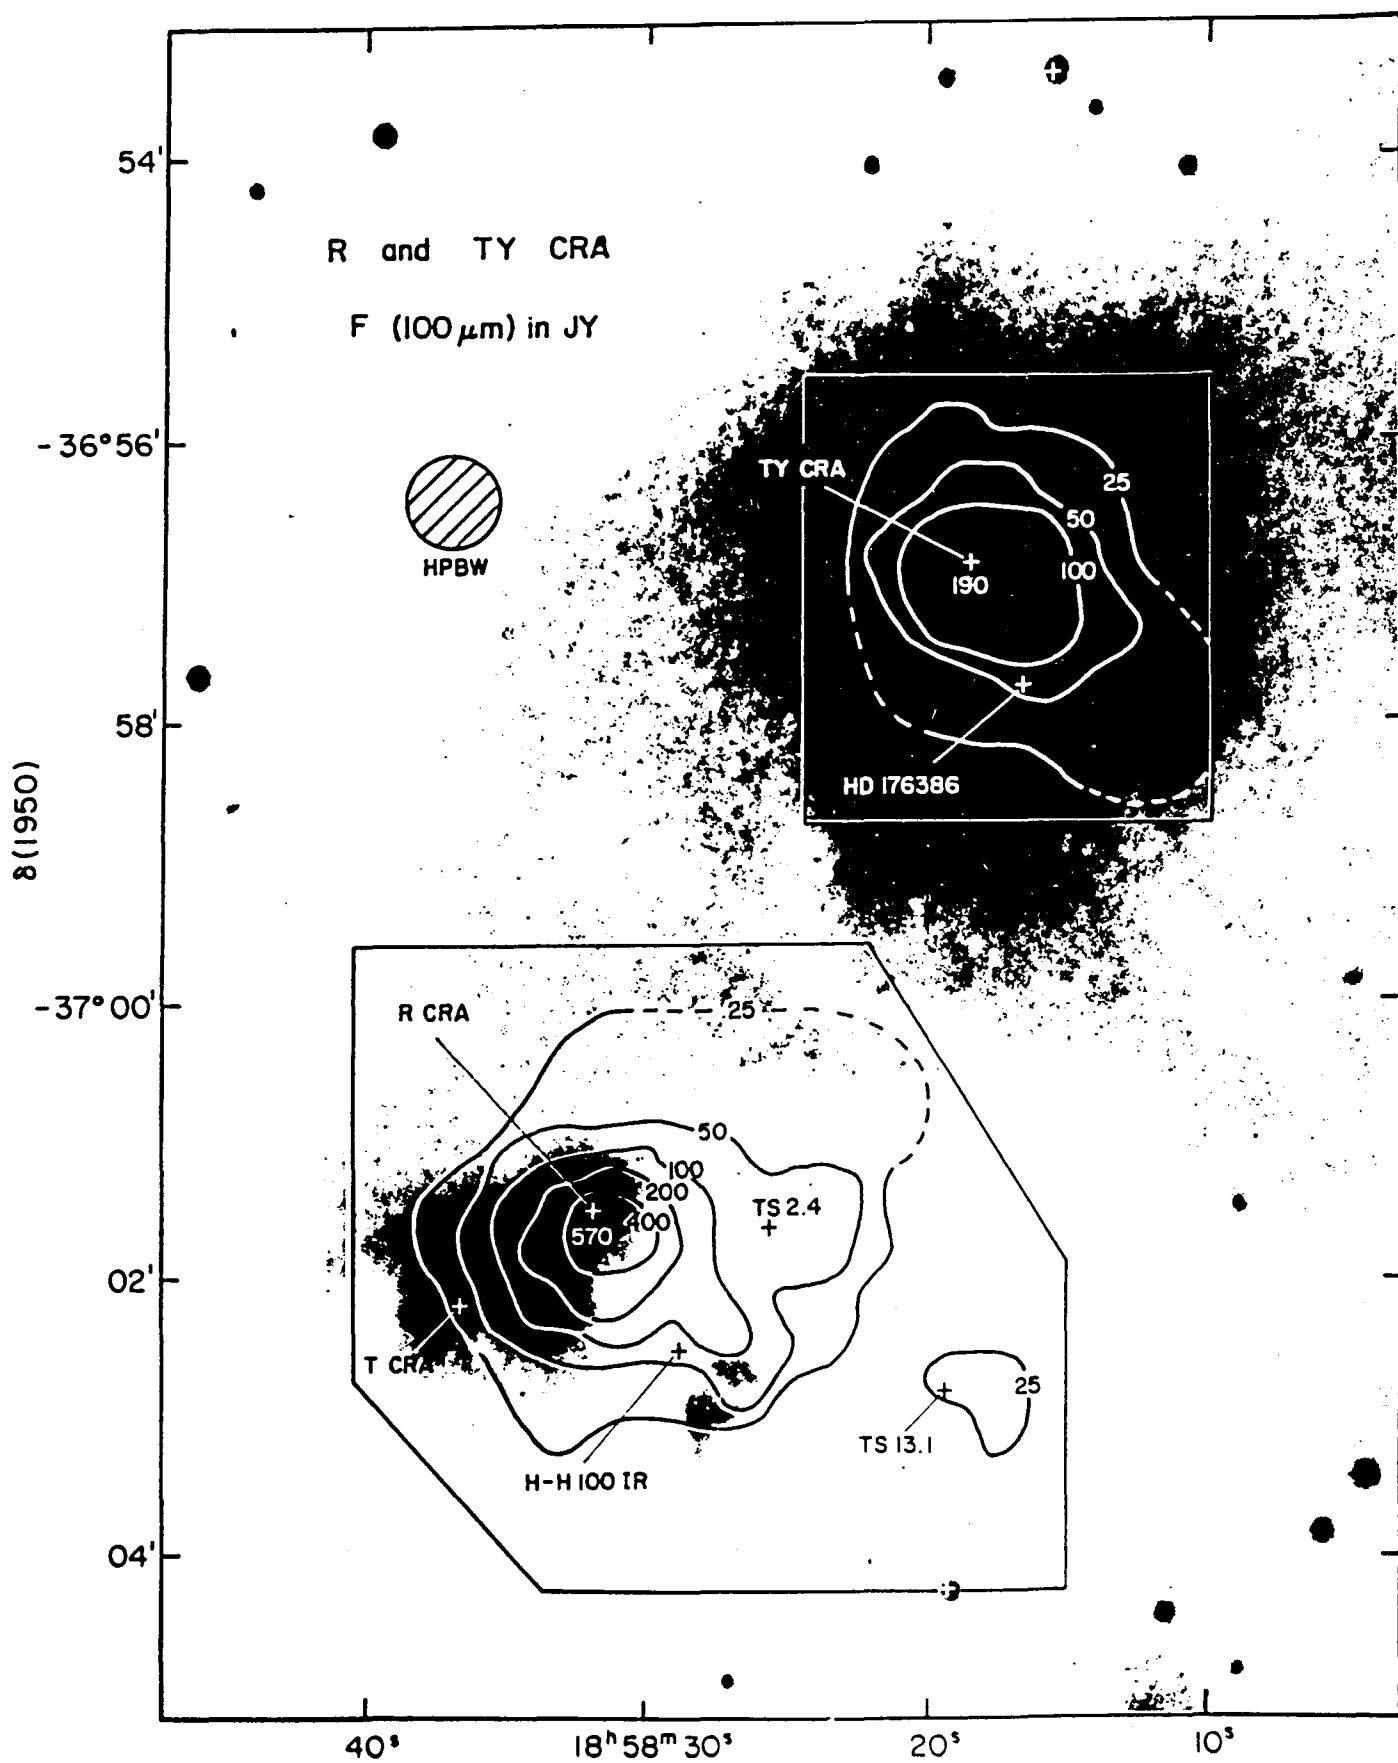 54'
R and TY CRA
F (100 μm) in JY
-36°56'
TY CRA
25
50
HPBW
190
100
58'
HD 176386
δ(1950)
-37°00'
R CRA
25
50
100
200
TS 2.4
400
570
02'
T CRA
25
TS 13.1
H-H 100 IR
04'
40ˢ
18ʰ58ᵐ30ˢ
20ˢ
10ˢ